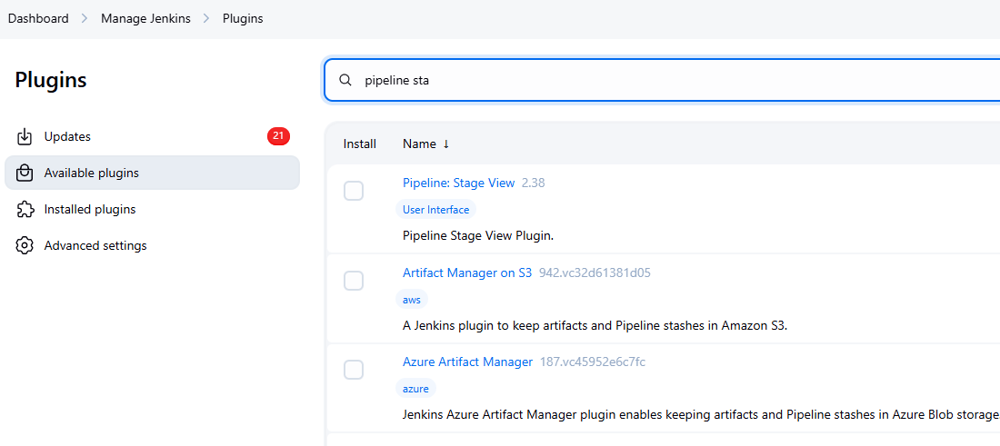 Dashboard > Manage Jenkins > Plugins
Plugins
pipeline sta
Updates 21
Available plugins
Installed plugins
Advanced settings
Install Name ↓
Pipeline: Stage View 2.38
User Interface
Pipeline Stage View Plugin.
Artifact Manager on S3 942.vc32d61381d05
aws
A Jenkins plugin to keep artifacts and Pipeline stashes in Amazon S3.
Azure Artifact Manager 187.vc45952e6c7fc
azure
Jenkins Azure Artifact Manager plugin enables keeping artifacts and Pipeline stashes in Azure Blob storage